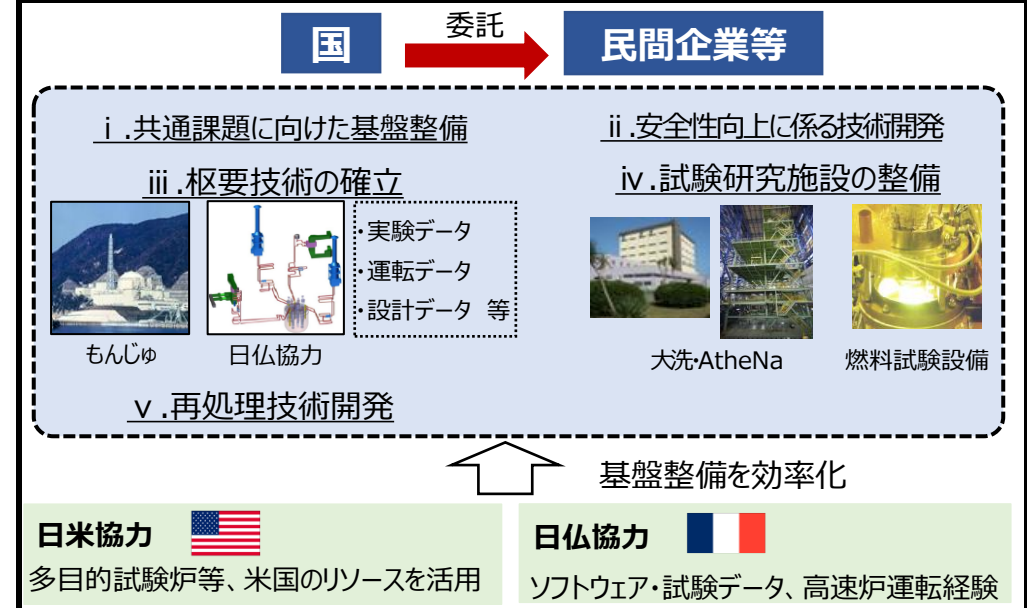 国
委託
民間企業等
ⅰ.共通課題に向けた基盤整備
ⅱ.安全性向上に係る技術開発
ⅲ.枢要技術の確立
ⅳ.試験研究施設の整備
・実験データ
・運転データ
・設計データ 等
もんじゅ
日仏協力
大洗・AtheNa
燃料試験設備
ⅴ.再処理技術開発
基盤整備を効率化
日米協力
多目的試験炉等、米国のリソースを活用
日仏協力
ソフトウェア・試験データ、高速炉運転経験